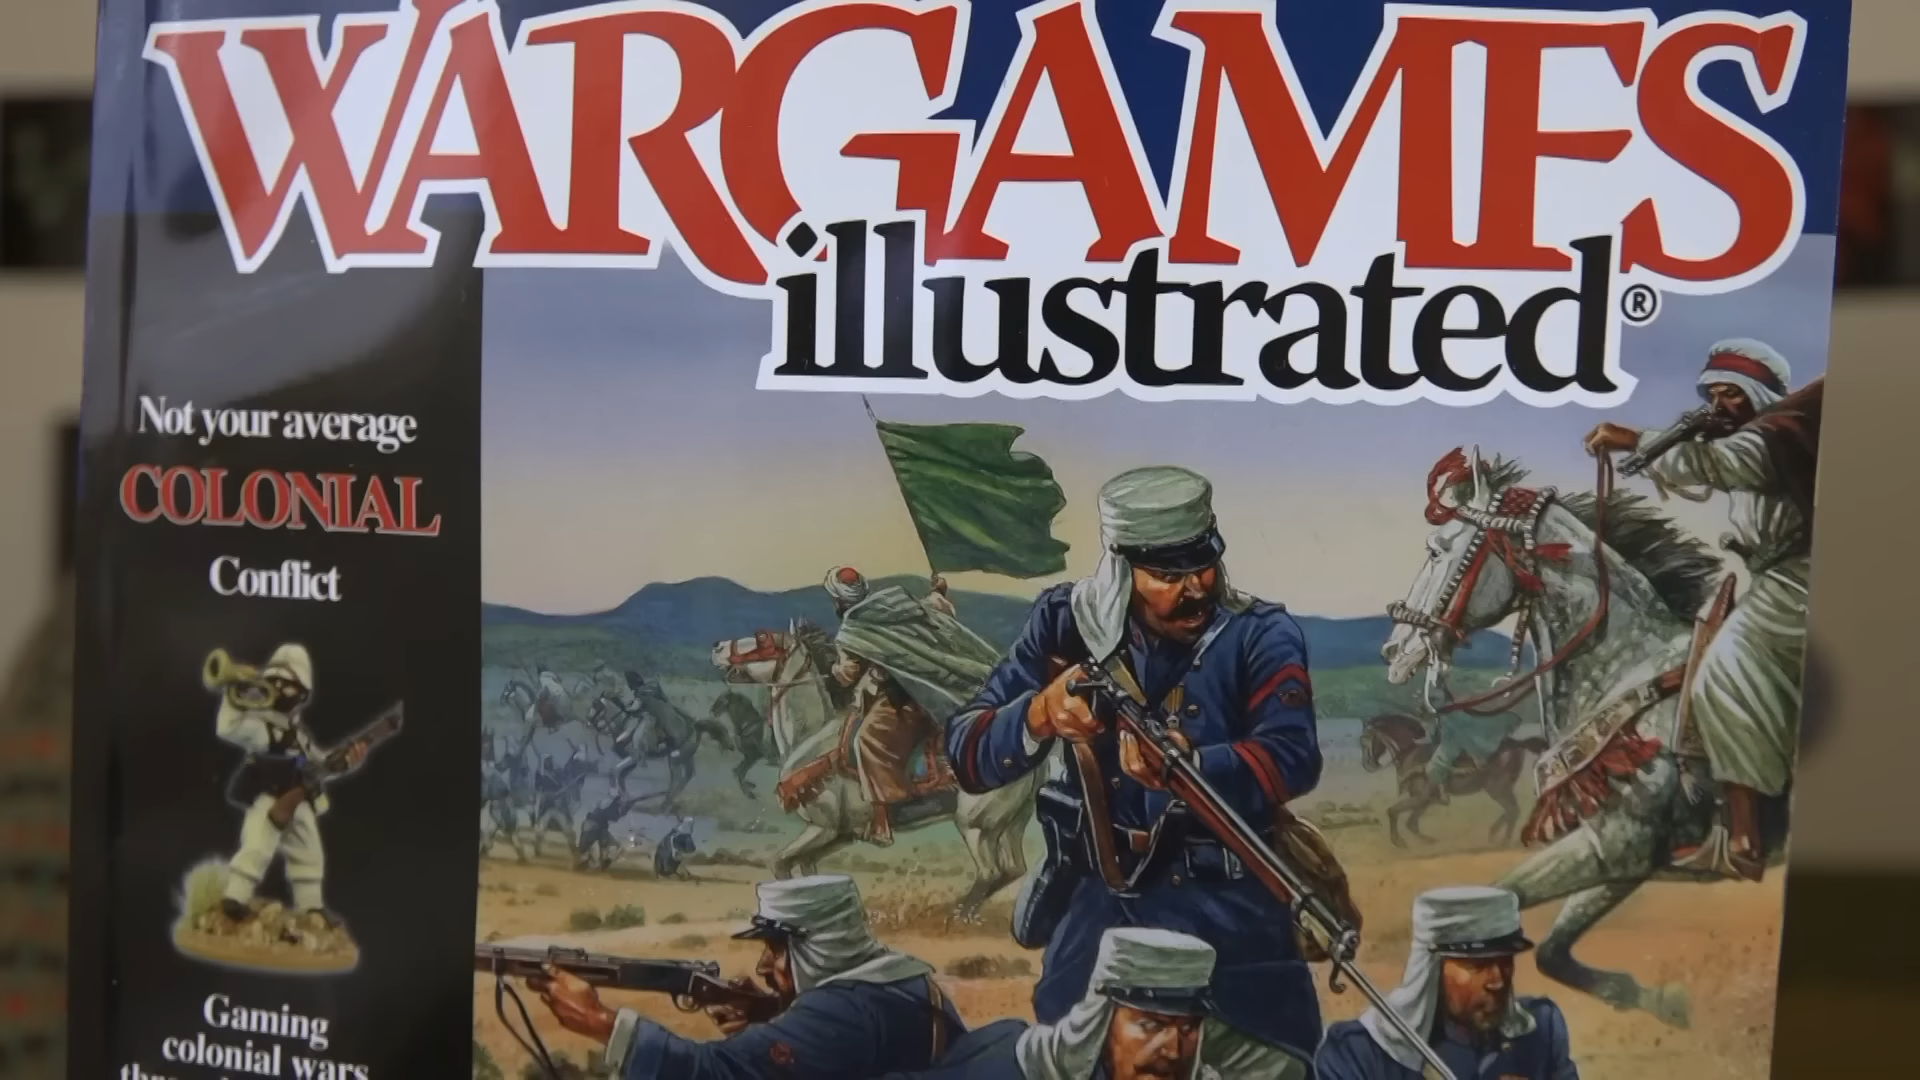 WARGAMES
illustrated®
Not your average
COLONIAL
Conflict
Gaming
colonial wars